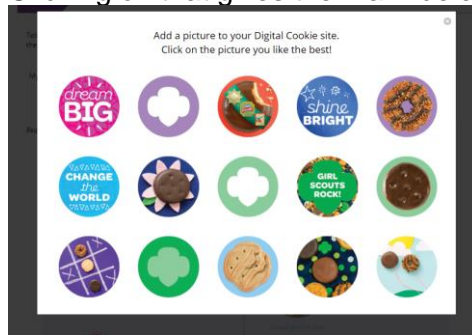 Add a picture to your Digital Cookie site.
Click on the picture you like the best!
dream
BIG
shine
BRIGHT
CHANGE
the
WORLD
GIRL
SCOUTS
ROCK!